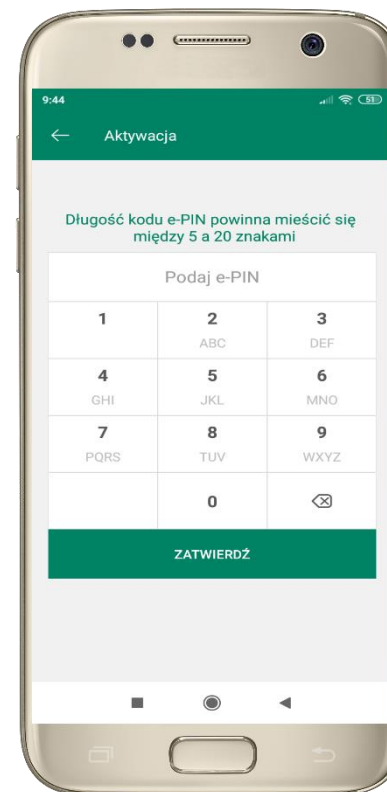 9:44
51
Aktywacja
Długość kodu e-PIN powinna mieścić się
między 5 a 20 znakami
Podaj e-PIN
1 2 3
ABC DEF
4 5 6
GHI JKL MNO
7 8 9
PQRS TUV WXYZ
0
ZATWIERDŹ